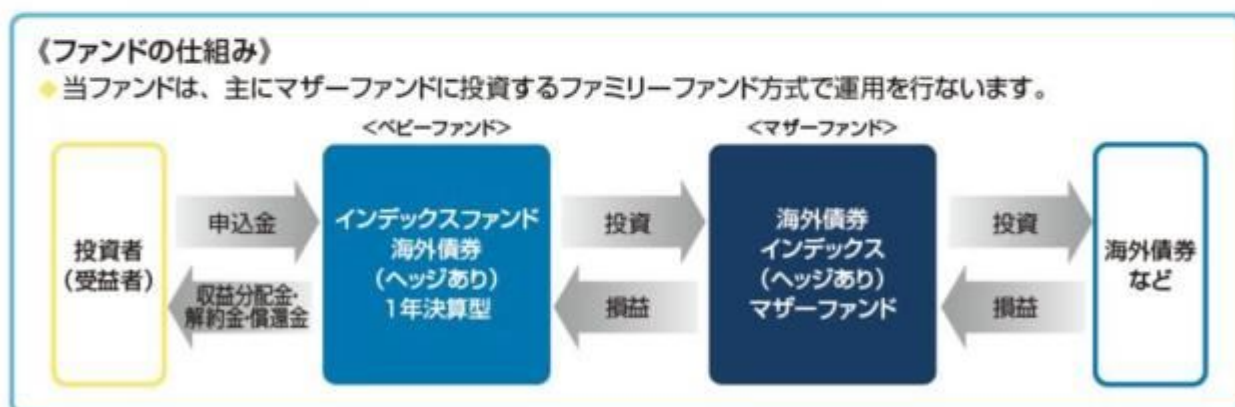 《ファンドの仕組み》
◆当ファンドは、主にマザーファンドに投資するファミリーファンド方式で運用を行ないます。
<ベビーファンド>
<マザーファンド>
投資者
(受益者)
申込金
収益分配金・
解約金・償還金
インデックスファンド
海外債券
(ヘッジあり)
1年決算型
投資
損益
海外債券
インデックス
(ヘッジあり)
マザーファンド
投資
損益
海外債券
など